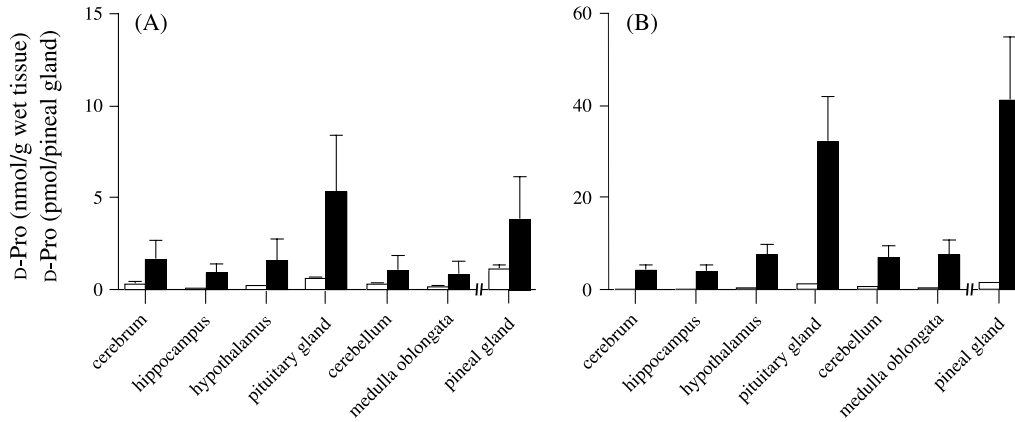 D-Pro (nmol/g wet tissue)
D-Pro (pmol/pineal gland)
(A)
15
10
5
0
cerebrum
hippocampus
hypothalamus
pituitary gland
cerebellum
medulla oblongata
pineal gland
(B)
60
40
20
0
cerebrum
hippocampus
hypothalamus
pituitary gland
cerebellum
medulla oblongata
pineal gland